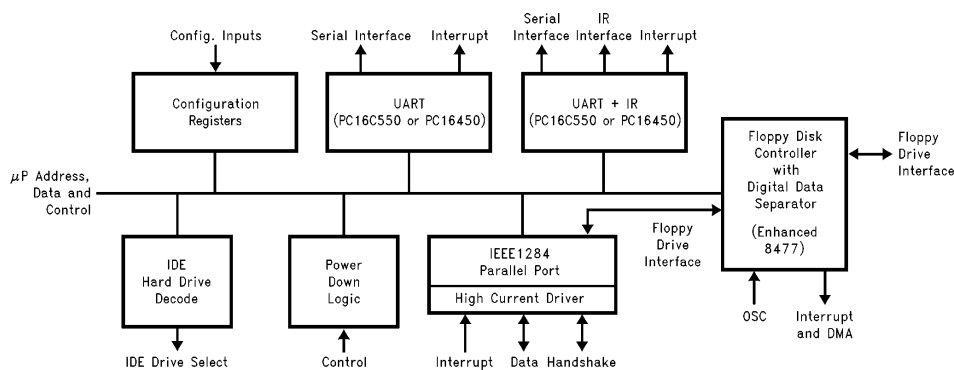 Config. Inputs
Serial Interface
Interrupt
Serial
Interface
IR
Interface
Interrupt
Configuration
Registers
UART
(PC16C550 or PC16450)
UART + IR
(PC16C550 or PC16450)
Floppy Disk
Controller
with
Digital Data
Separator
(Enhanced
8477)
Floppy
Drive
Interface
μP Address,
Data and
Control
IDE
Hard Drive
Decode
Power
Down
Logic
IEEE1284
Parallel Port
High Current Driver
Floppy
Drive
Interface
OSC
Interrupt
and DMA
IDE Drive Select
Control
Interrupt
Data
Handshake